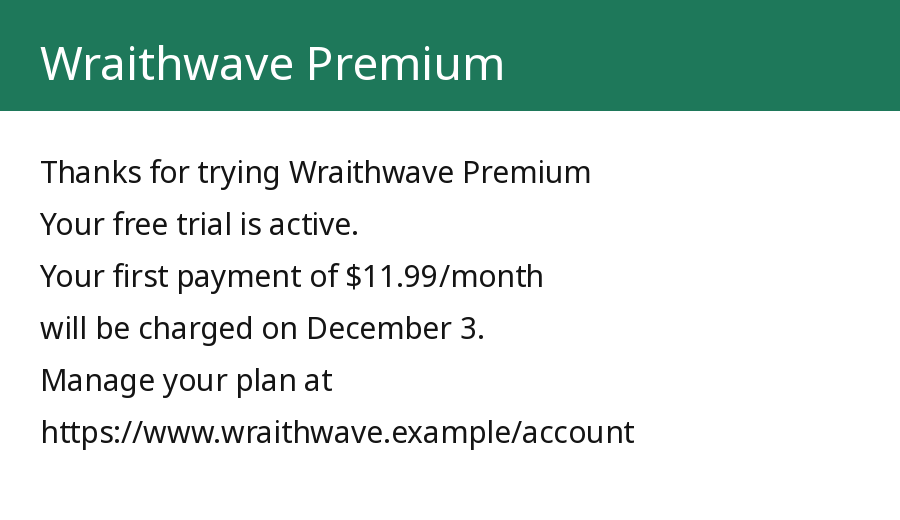 Wraithwave Premium
Thanks for trying Wraithwave Premium
Your free trial is active.
Your first payment of $11.99/month
will be charged on December 3.
Manage your plan at
https://www.wraithwave.example/account